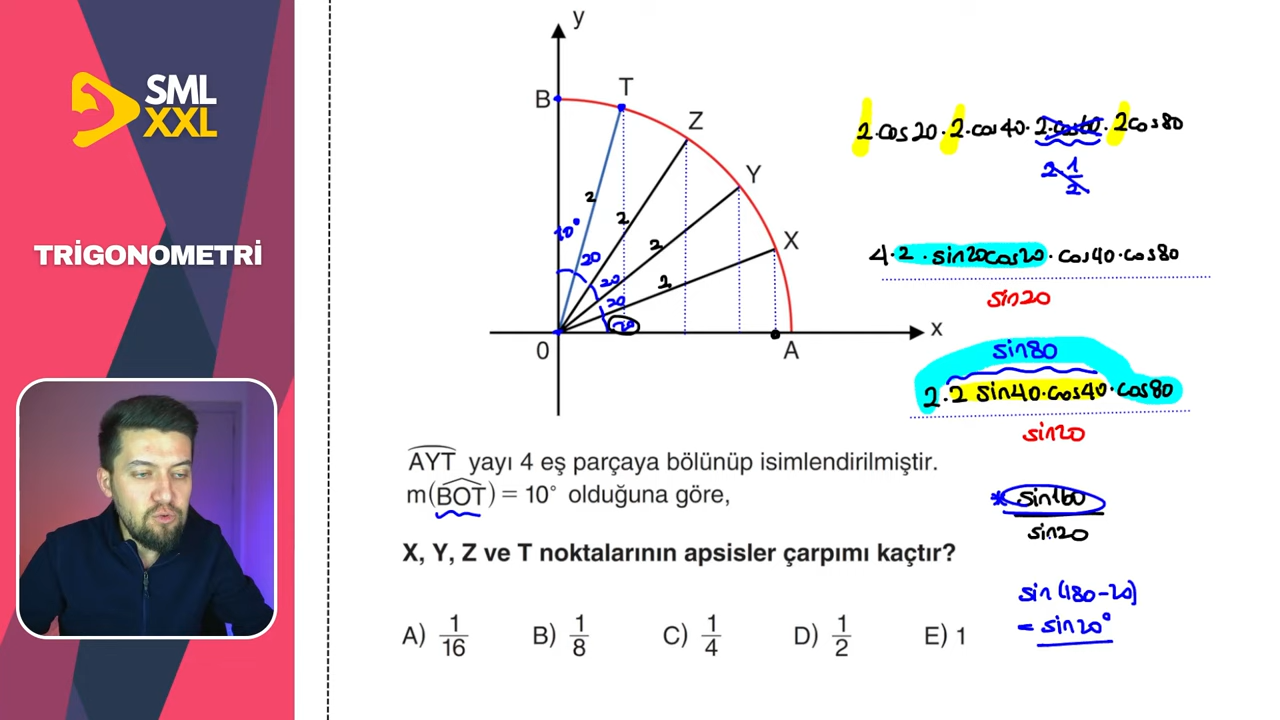 SML
XXL
TRİGONOMETRİ
y
B
T
Z
Y
X
0
A
x
2
2
2
2
10°
20
20
20
20
2·cos20·2·cos40·2·cos60·2cos80
2·1/2
4·2·sin20cos20·cos40·cos80
sin20
sin80
2·2 sin40·cos40·cos80
sin20
AYT yayı 4 eş parçaya bölünüp isimlendirilmiştir.
m(BOT) = 10° olduğuna göre,
X, Y, Z ve T noktalarının apsisler çarpımı kaçtır?
A) 1/16 B) 1/8 C) 1/4 D) 1/2 E) 1
* sin160
sin20
sin(180-20)
= sin20°